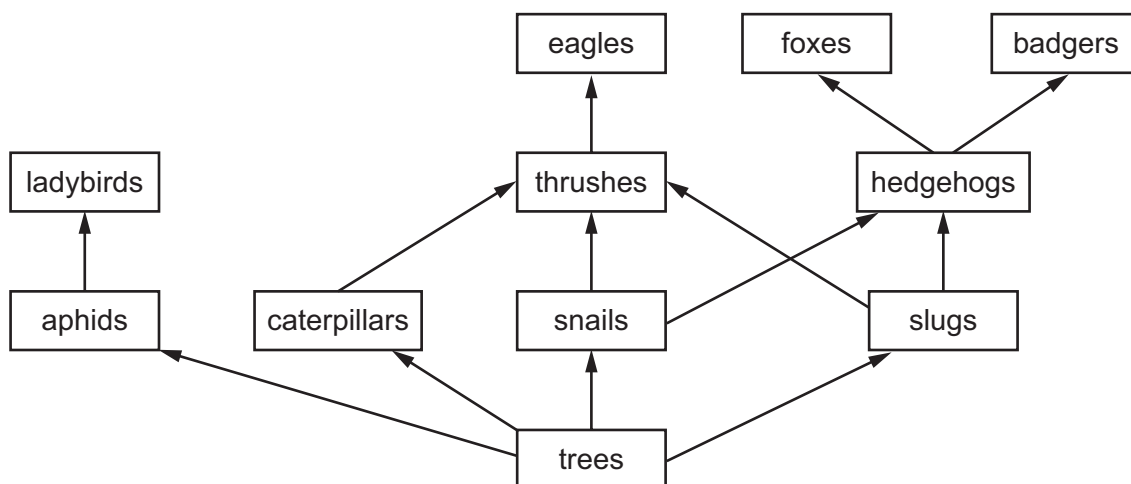 eagles
foxes
badgers
ladybirds
thrushes
hedgehogs
aphids
caterpillars
snails
slugs
trees